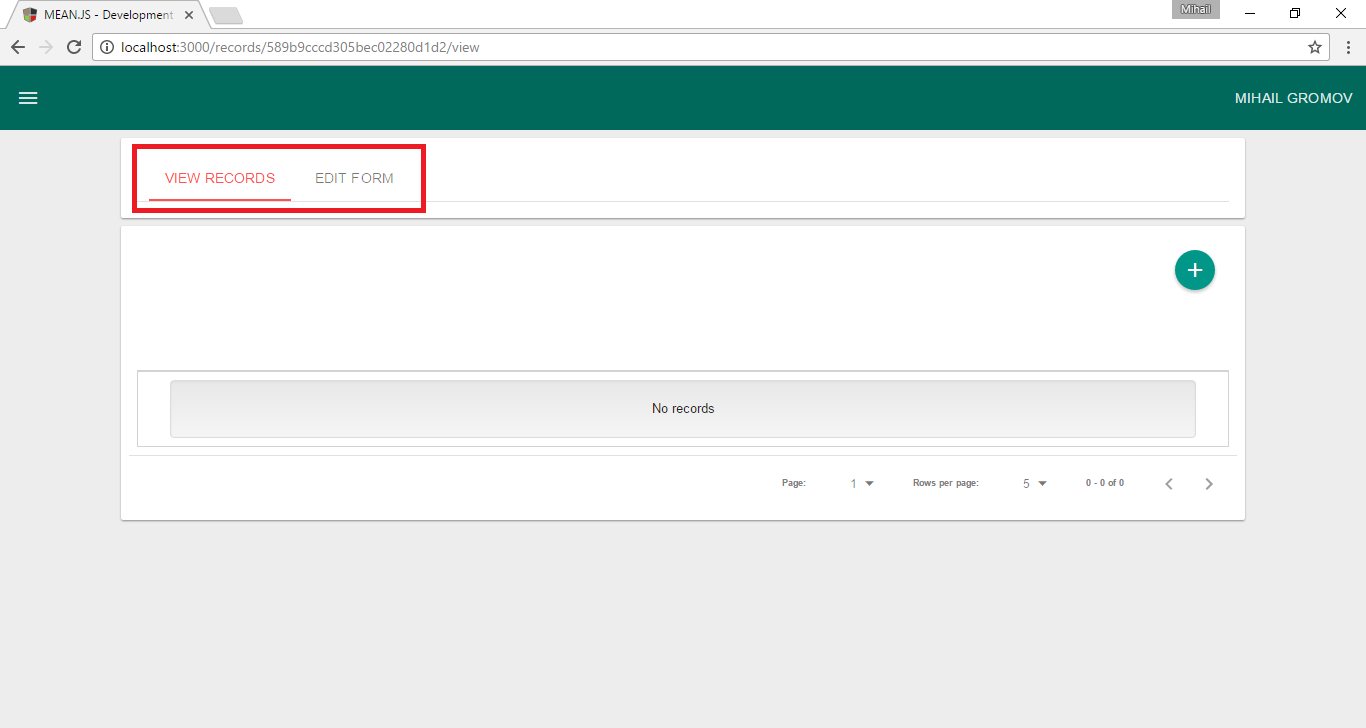 MEAN.JS - Development
Mihail
localhost:3000/records/589b9cccd305bec02280d1d2/view
MIHAIL GROMOV
VIEW RECORDS EDIT FORM
No records
Page: 1 Rows per page: 5 0 - 0 of 0